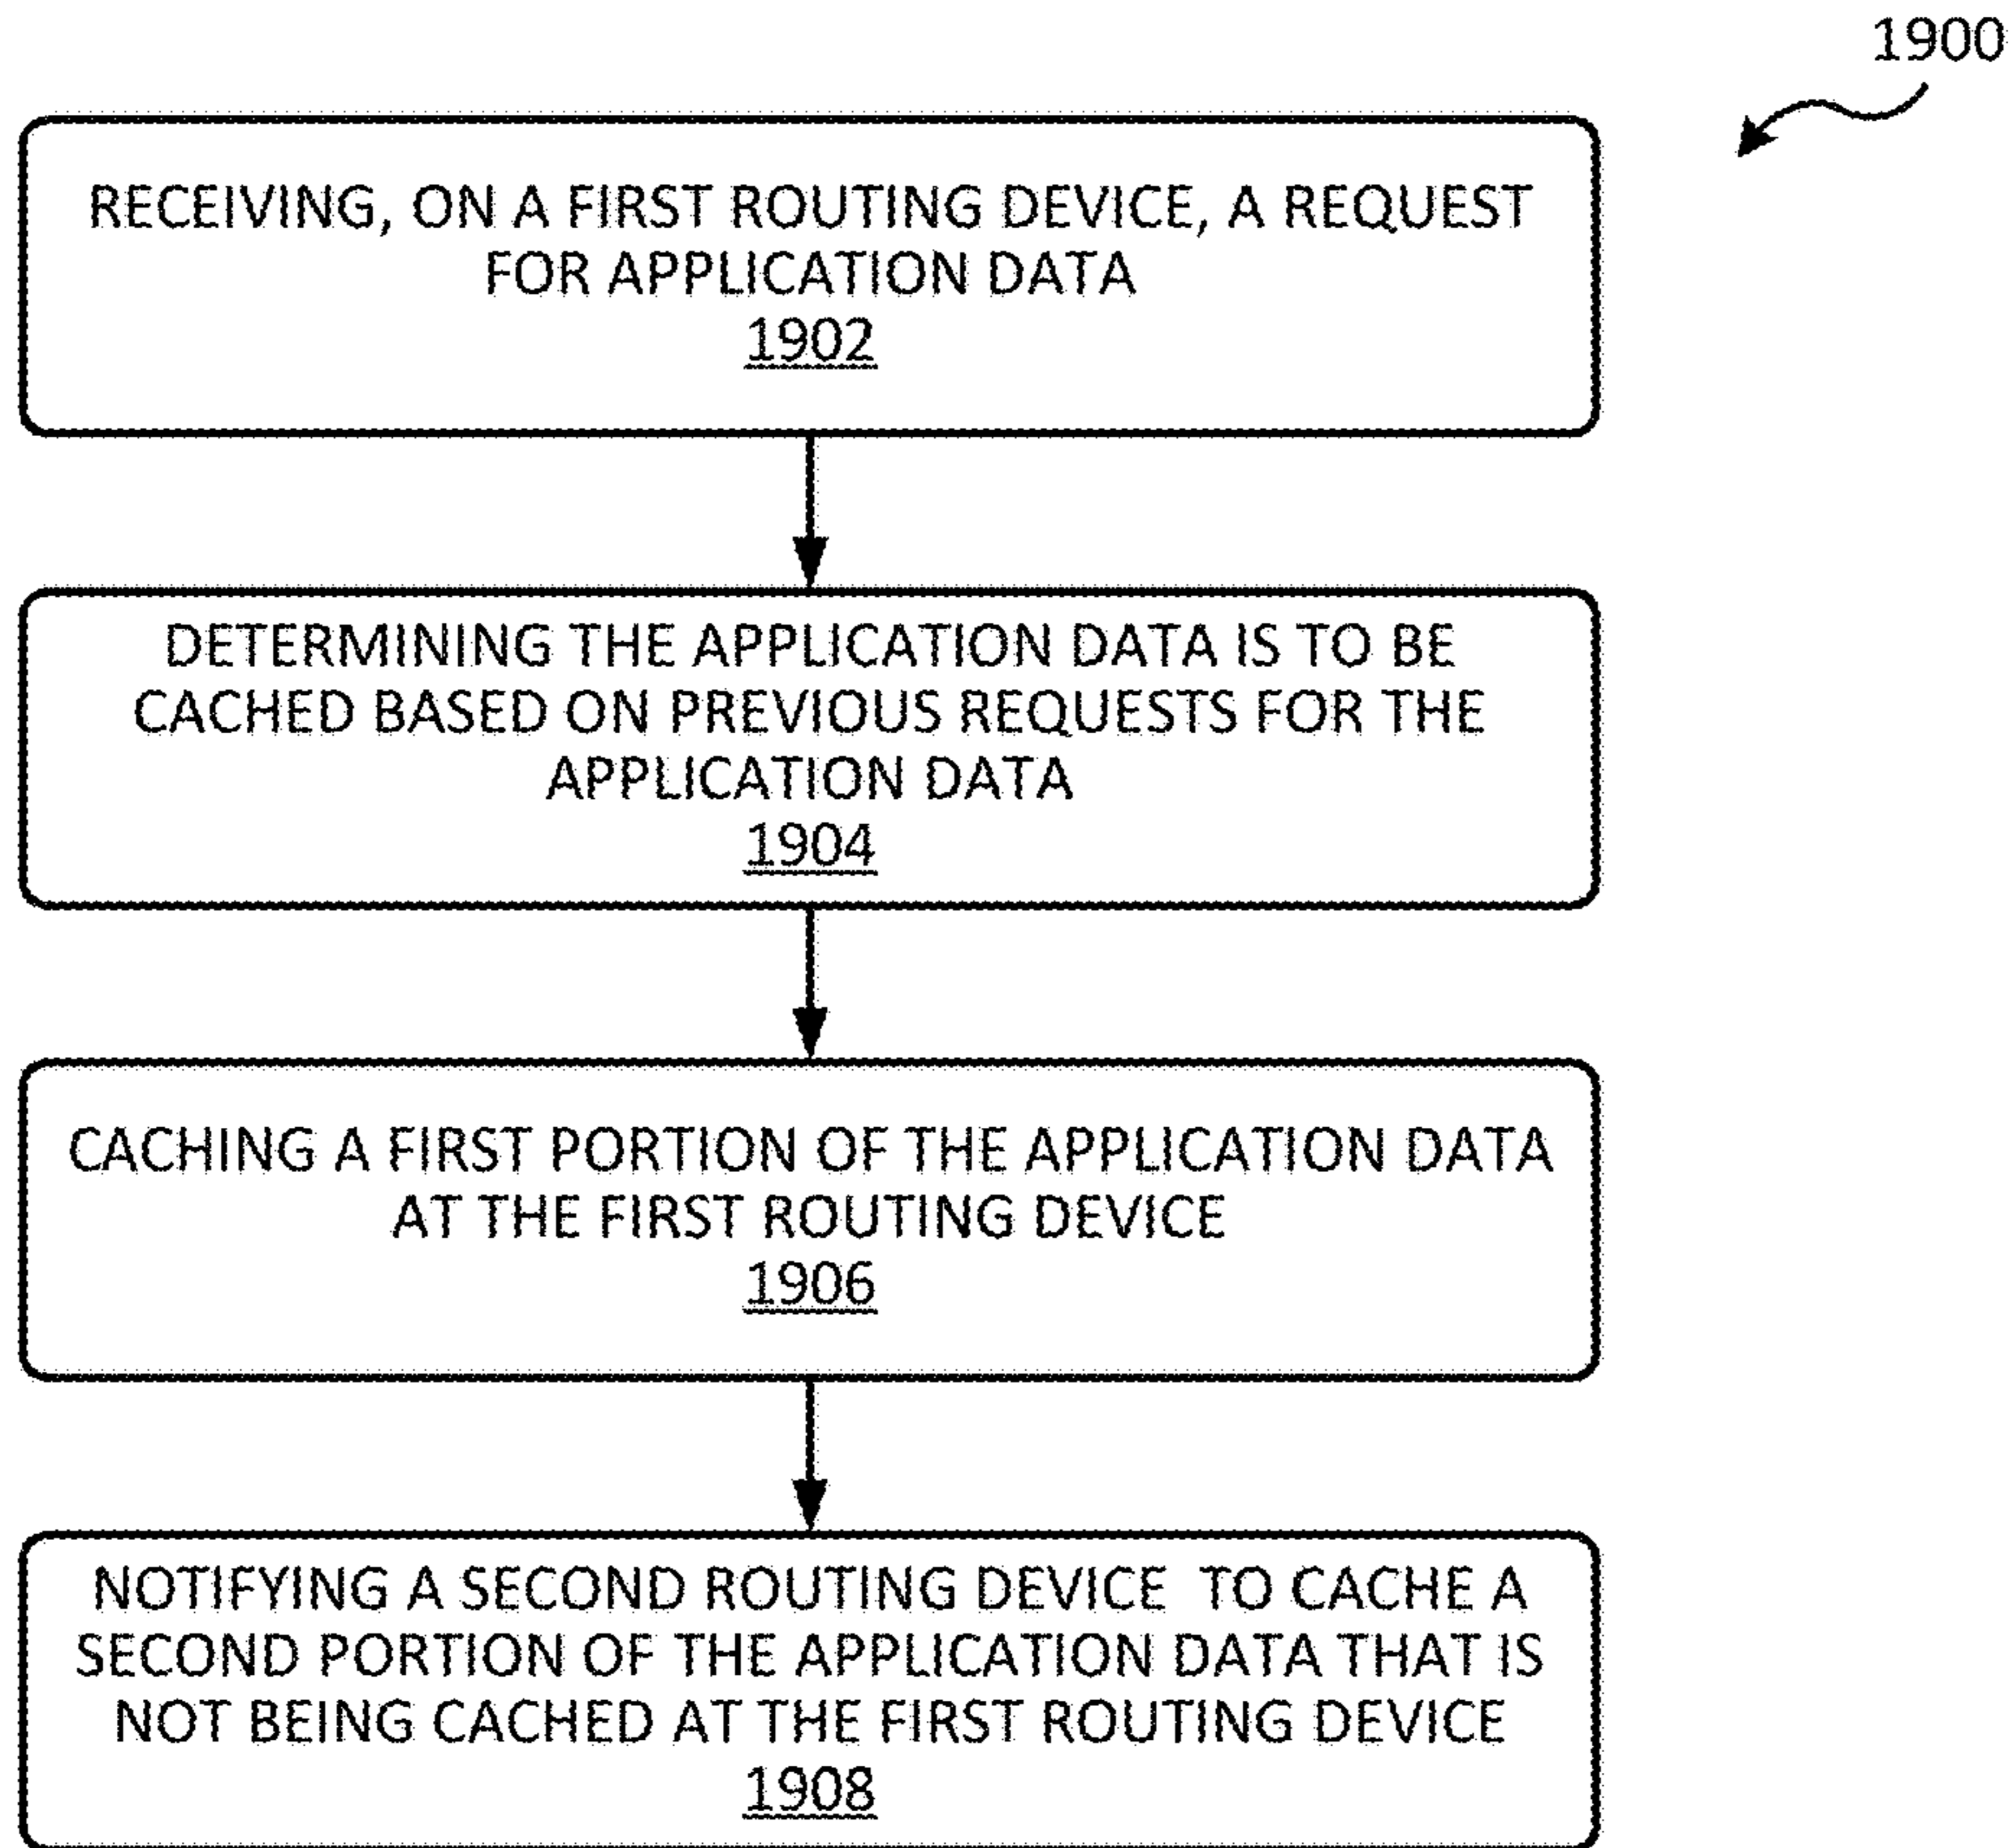 1900
RECEIVING, ON A FIRST ROUTING DEVICE, A REQUEST
FOR APPLICATION DATA
1902
DETERMINING THE APPLICATION DATA IS TO BE
CACHED BASED ON PREVIOUS REQUESTS FOR THE
APPLICATION DATA
1904
CACHING A FIRST PORTION OF THE APPLICATION DATA
AT THE FIRST ROUTING DEVICE
1906
NOTIFYING A SECOND ROUTING DEVICE TO CACHE A
SECOND PORTION OF THE APPLICATION DATA THAT IS
NOT BEING CACHED AT THE FIRST ROUTING DEVICE
1908